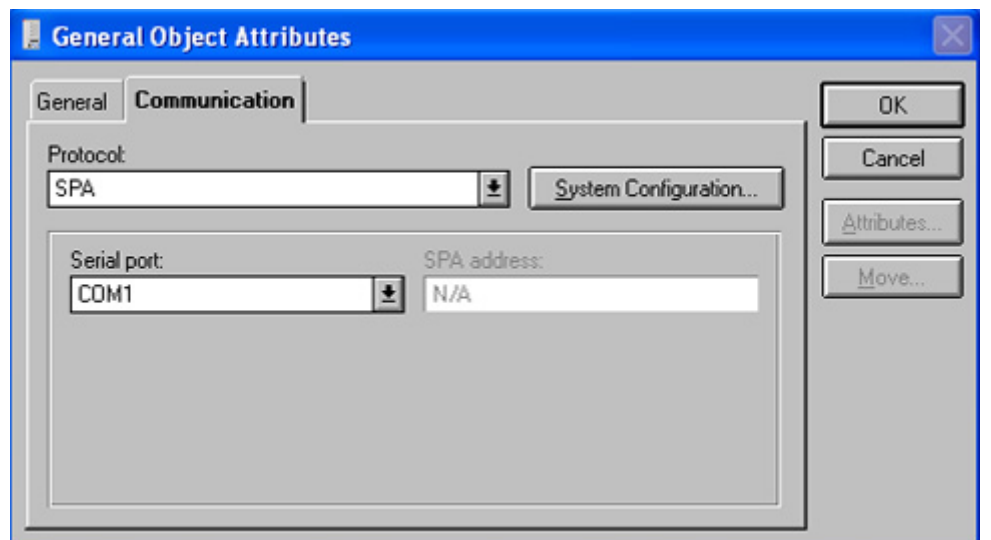 General Object Attributes
General Communication
OK
Protocol:
Cancel
SPA System Configuration...
Attributes...
Serial port: SPA address:
Move...
COM1 N/A